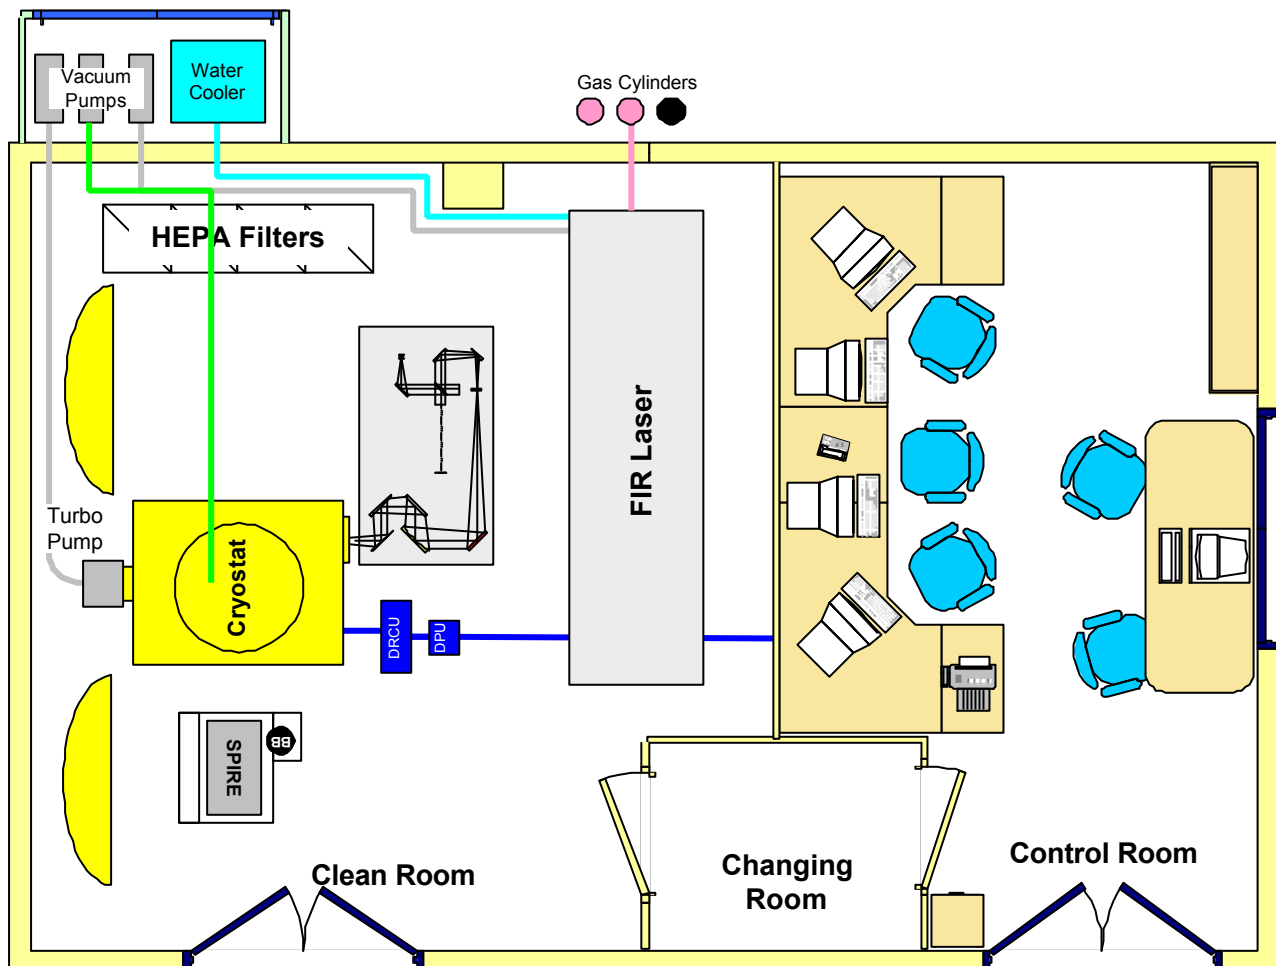 Vacuum
Pumps
Water
Cooler
Gas Cylinders
HEPA Filters
FIR Laser
Turbo
Pump
Cryostat
DRCU
DPU
SPIRE
BB
Clean Room
Changing
Room
Control Room